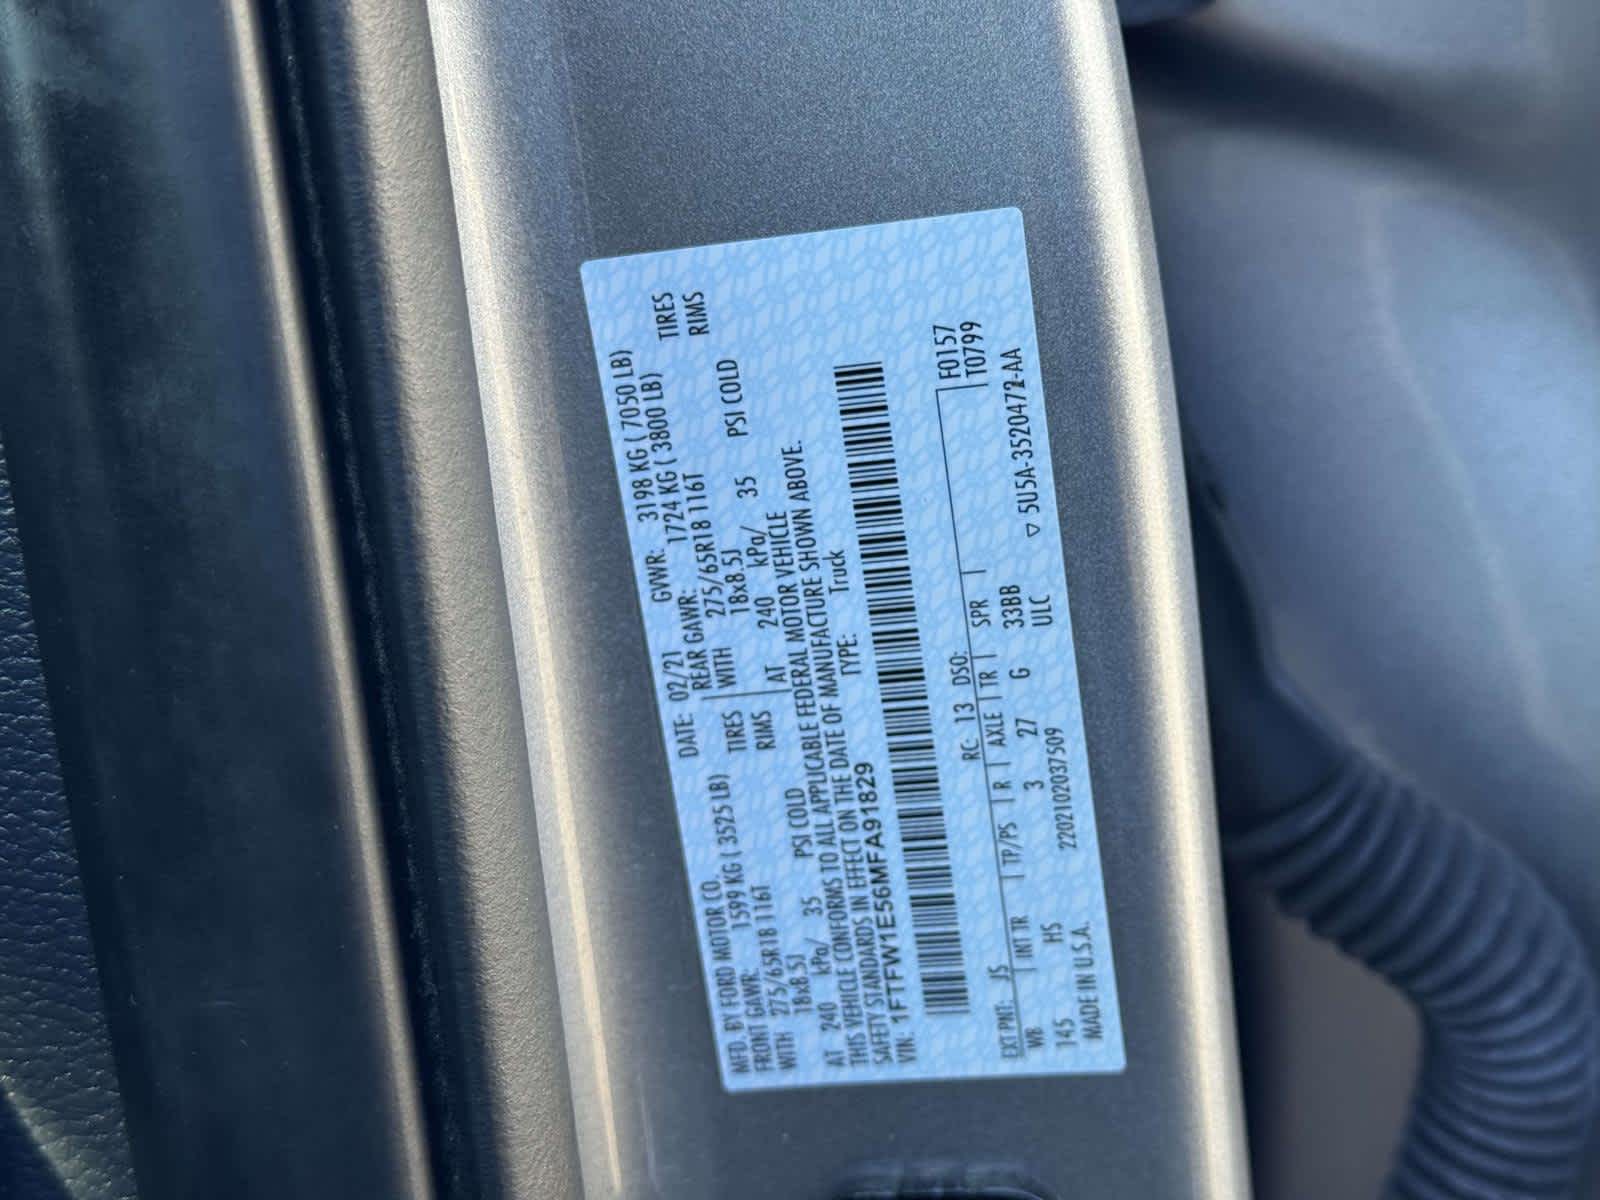 MFD. BY FORD MOTOR CO. DATE: 02/21 GVWR: 3198 KG ( 7050 LB)
FRONT GAWR: 1599 KG ( 3525 LB) REAR GAWR: 1724 KG ( 3800 LB)
WITH 275/65R18 116T TIRES WITH 275/65R18 116T TIRES
18x8.5J RIMS 18x8.5J RIMS
AT 240 kPa/ 35 PSI COLD AT 240 kPa/ 35 PSI COLD
THIS VEHICLE CONFORMS TO ALL APPLICABLE FEDERAL MOTOR VEHICLE
SAFETY STANDARDS IN EFFECT ON THE DATE OF MANUFACTURE SHOWN ABOVE.
VIN: 1FTFW1E56MFA91829 TYPE: Truck
F0157
T0799
EXT PNT: JS RC: 13 DSO:
WB INT TR TP/PS R AXLE TR SPR
145 HS 3 27 G 33BB
MADE IN U.S.A. 220210203 7509 ULC
▽ 5U5A-3520472-AA